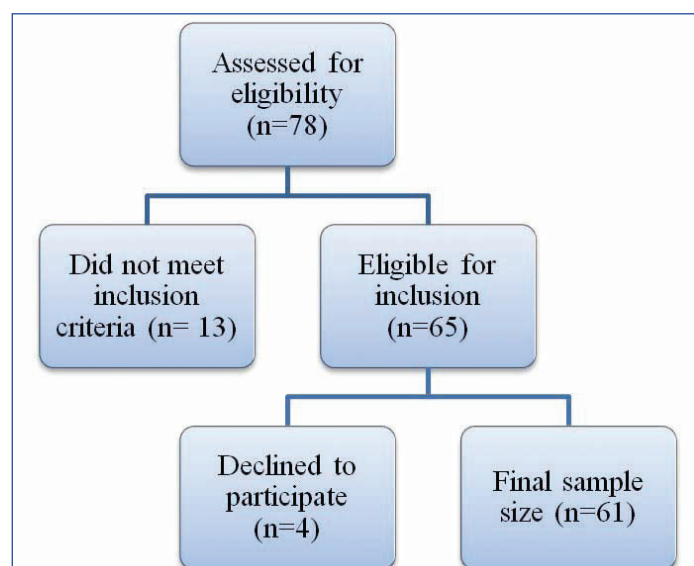 Assessed for
eligibility
(n=78)
Did not meet
inclusion
criteria (n= 13)
Eligible for
inclusion
(n=65)
Declined to
participate
(n=4)
Final sample
size (n=61)